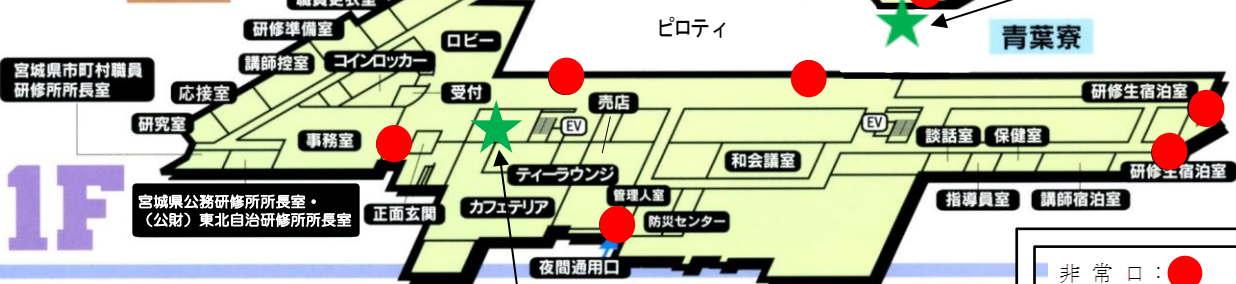 職員更衣室
研修準備室
講師控室
コインロッカー
ロビー
ピロティ
青葉寮
宮城県市町村職員
研修所所長室
応接室
受付
研究室
売店
EV
EV
研修生宿泊室
事務室
談話室
保健室
和会議室
ティーラウンジ
研修生宿泊室
1F
宮城県公務研修所所長室・
（公財）東北自治研修所所長室
正面玄関
カフェテリア
管理人室
防災センター
指導員室
講師宿泊室
夜間通用口
非常口：